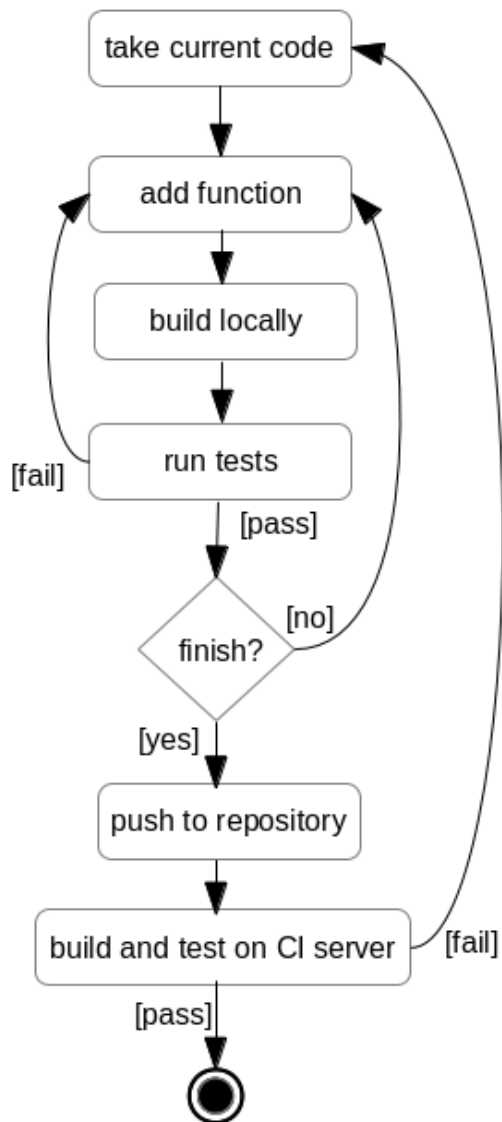 take current code
add function
build locally
run tests
[fail]
[pass]
[no]
finish?
[yes]
push to repository
build and test on CI server
[fail]
[pass]